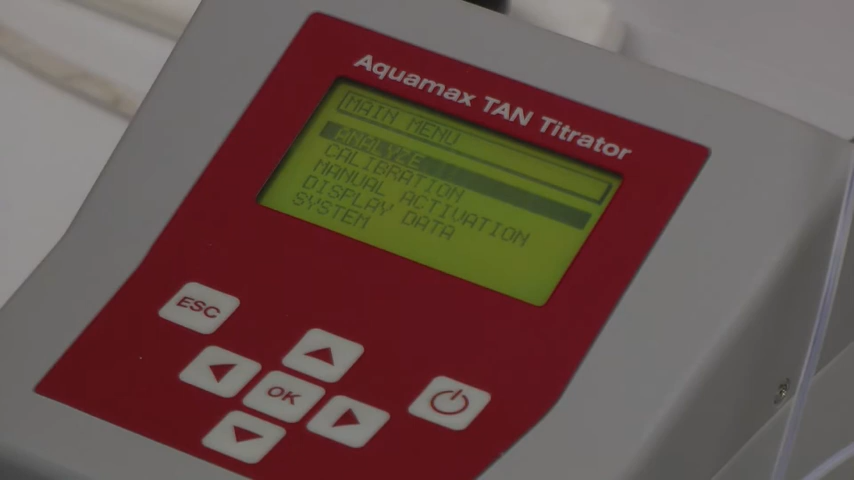 Aquamax TAN Titrator
MAIN MENU
ANALYZE
CALIBRATION
MANUAL ACTIVATION
DISPLAY DATA
SYSTEM
ESC
OK